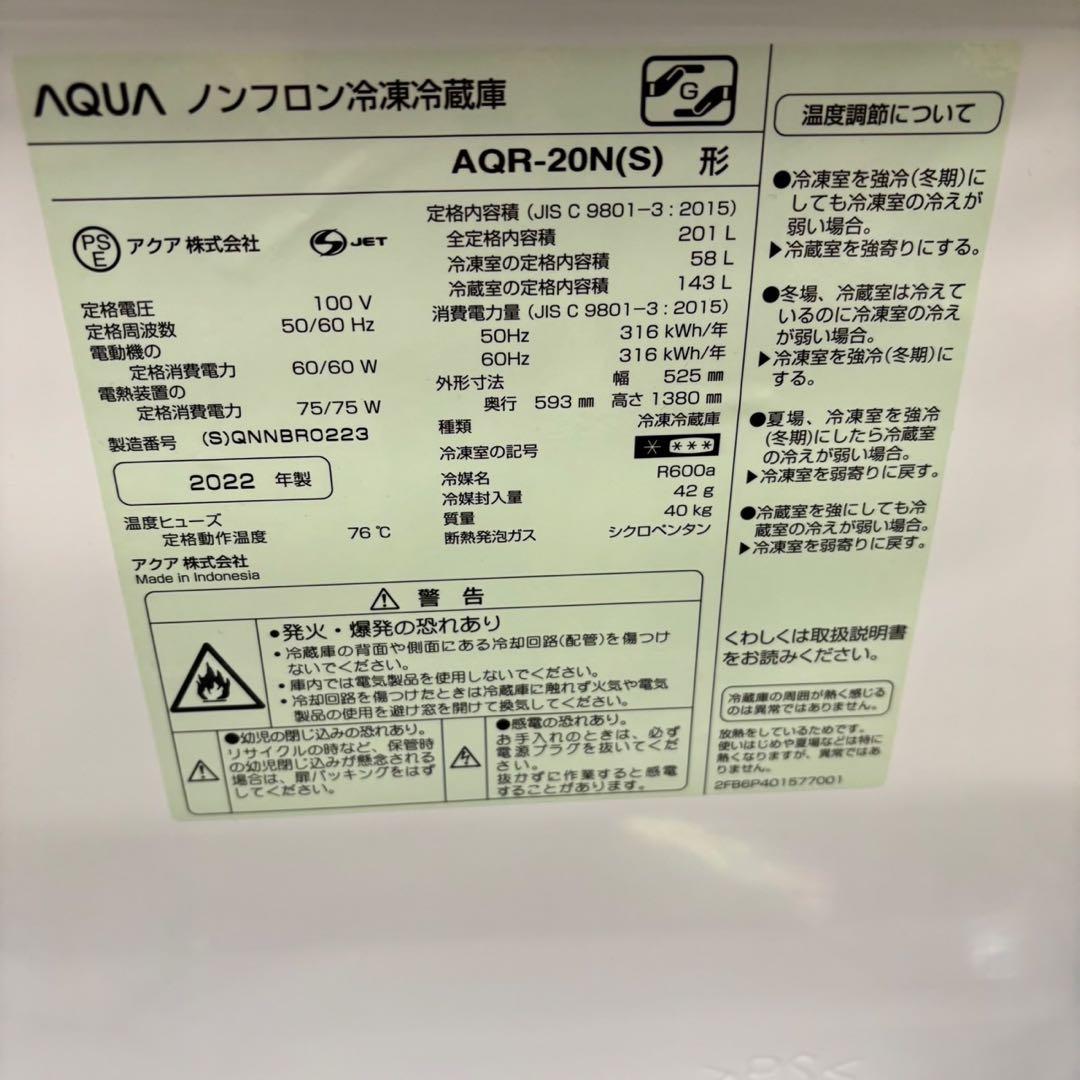 AQUA ノンフロン冷凍冷蔵庫
G
AQR-20N(S) 形
PS
E
アクア 株式会社
JET
定格電圧 100 V
定格周波数 50/60 Hz
電動機の
定格消費電力 60/60 W
電熱装置の
定格消費電力 75/75 W
製造番号 (S)QNNBR0223
2022 年製
温度ヒューズ
定格動作温度 76℃
アクア 株式会社
Made in Indonesia
定格内容積 (JIS C 9801-3 : 2015)
全定格内容積 201 L
冷凍室の定格内容積 58 L
冷蔵室の定格内容積 143 L
消費電力量 (JIS C 9801-3 : 2015)
50Hz 316 kWh/年
60Hz 316 kWh/年
外形寸法 幅 525 ㎜
奥行 593 ㎜ 高さ 1380 ㎜
種類 冷凍冷蔵庫
冷凍室の記号 * ***
冷媒名 R600a
冷媒封入量 42 g
質量 40 kg
断熱発泡ガス シクロペンタン
警 告
●発火・爆発の恐れあり
・冷蔵庫の背面や側面にある冷却回路(配管)を傷つけ
ないでください。
・庫内では電気製品を使用しないでください。
・冷却回路を傷つけたときは冷蔵庫に触れず火気や電気
製品の使用を避け窓を開けて換気してください。
●幼児の閉じ込みの恐れあり。
リサイクルの時など、保管時
の幼児閉じ込みが懸念される
場合は、扉パッキングをはず
してください。
●感電の恐れあり。
お手入れのときは、必ず
電源プラグを抜いてくだ
さい。
抜かずに作業すると感電
することがあります。
温度調節について
●冷凍室を強冷(冬期)に
しても冷凍室の冷えが
弱い場合。
▶冷蔵室を強寄りにする。
●冬場、冷蔵室は冷えて
いるのに冷凍室の冷え
が弱い場合。
▶冷凍室を強冷(冬期)に
する。
●夏場、冷凍室を強冷
(冬期)にしたら冷蔵室
の冷えが弱い場合。
▶冷凍室を弱寄りに戻す。
●冷蔵室を強にしても冷
蔵室の冷えが弱い場合。
▶冷凍室を弱寄りに戻す。
くわしくは取扱説明書
をお読みください。
冷蔵庫の周囲が熱く感じる
のは異常ではありません。
放熱をしているためです。
使いはじめや夏場などは特に
熱くなりますが、異常ではあ
りません。
2FB6P401577001
>PS<